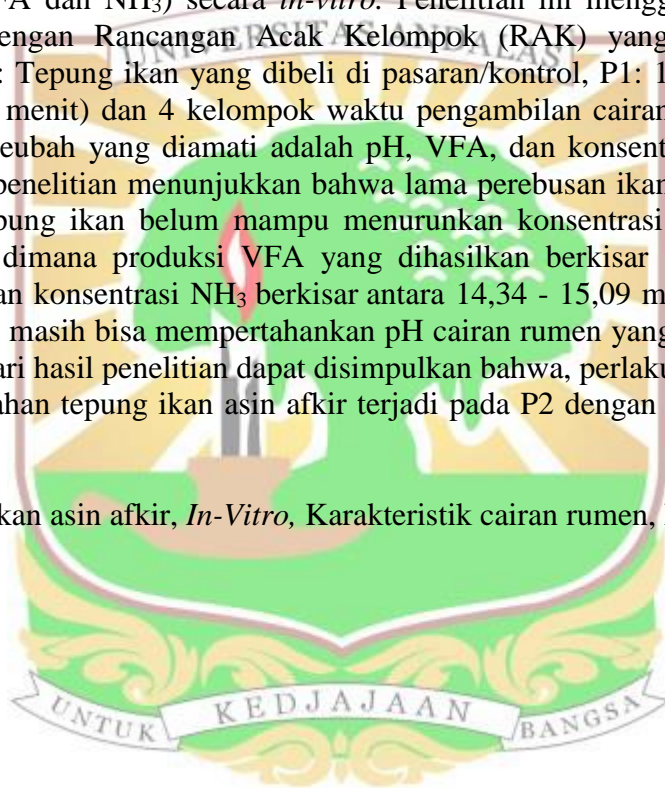 FA dan NH3) secara in-vitro. Penelitian ini mengg
UNIVERSITAS ANDALAS
engan Rancangan Acak Kelompok (RAK) yang
: Tepung ikan yang dibeli di pasaran/kontrol, P1: 1
menit) dan 4 kelompok waktu pengambilan cairan
eubah yang diamati adalah pH, VFA, dan konsent
penelitian menunjukkan bahwa lama perebusan ikan
pung ikan belum mampu menurunkan konsentrasi
dimana produksi VFA yang dihasilkan berkisar
an konsentrasi NH3 berkisar antara 14,34 - 15,09 m
masih bisa mempertahankan pH cairan rumen yang
ari hasil penelitian dapat disimpulkan bahwa, perlaku
ahan tepung ikan asin afkir terjadi pada P2 dengan
kan asin afkir, In-Vitro, Karakteristik cairan rumen,
UNTUK KEDJAJAAN BANGSA